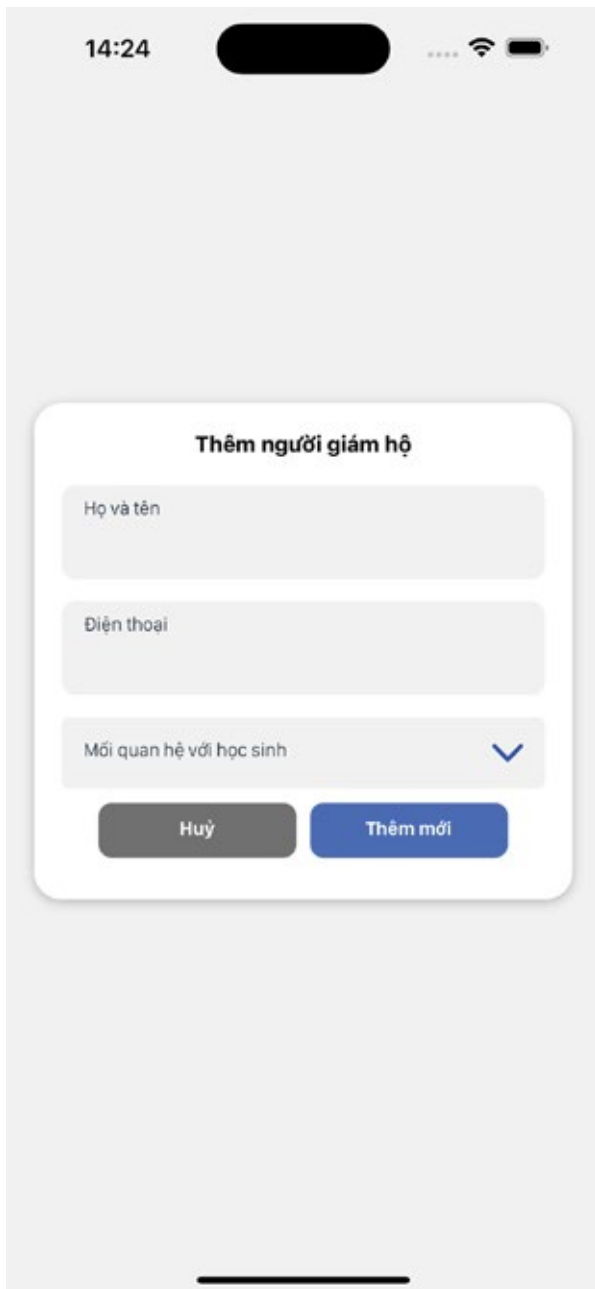 14:24
Thêm người giám hộ
Họ và tên
Điện thoại
Mối quan hệ với học sinh
Huỷ
Thêm mới